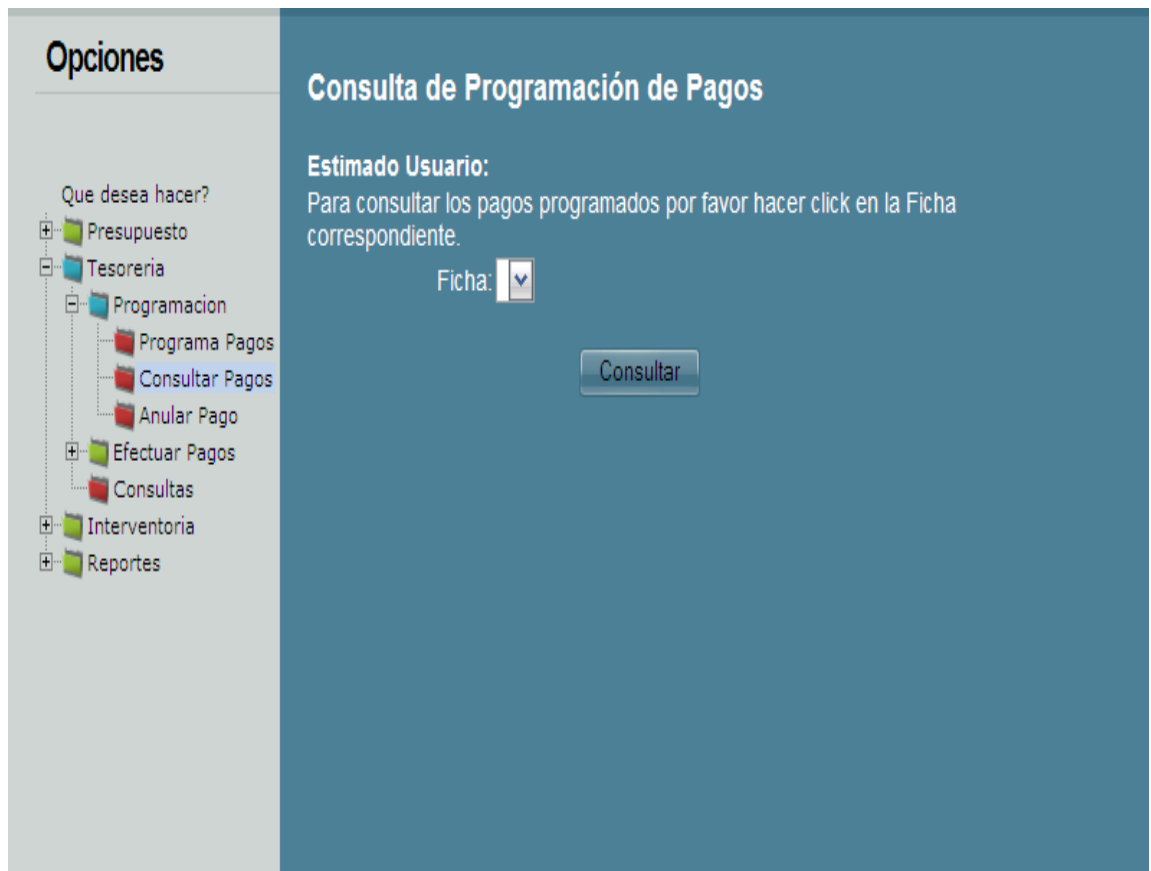 Opciones
Que desea hacer?
Presupuesto
Tesoreria
Programacion
Programa Pagos
Consultar Pagos
Anular Pago
Efectuar Pagos
Consultas
Interventoria
Reportes
Consulta de Programación de Pagos
Estimado Usuario:
Para consultar los pagos programados por favor hacer click en la Ficha
correspondiente.
Ficha:
Consultar